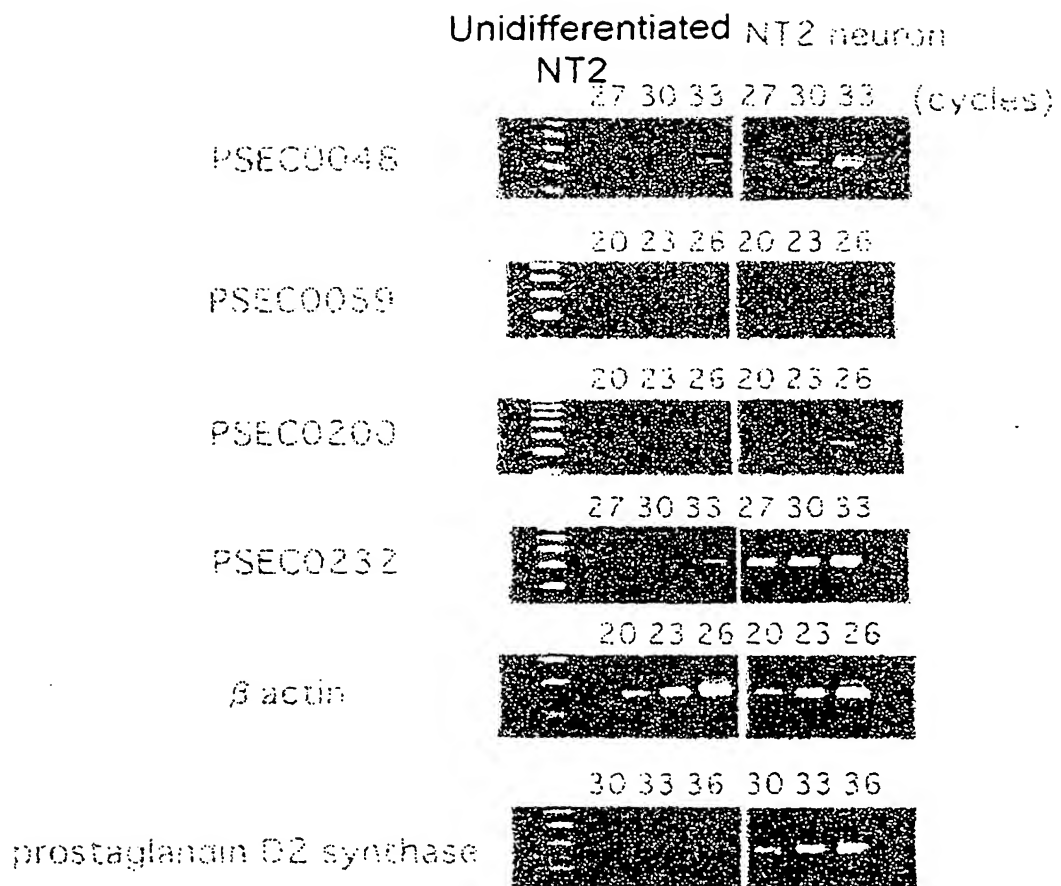 Unidifferentiated NT2 neuron
NT2
27 30 33 27 30 33 (cycles)
PSEC0048
20 23 26 20 23 26
PSEC0059
20 23 26 20 23 26
PSEC0200
27 30 33 27 30 33
PSEC0232
20 23 26 20 23 26
β actin
30 33 36 30 33 36
prostaglandin D2 synthase